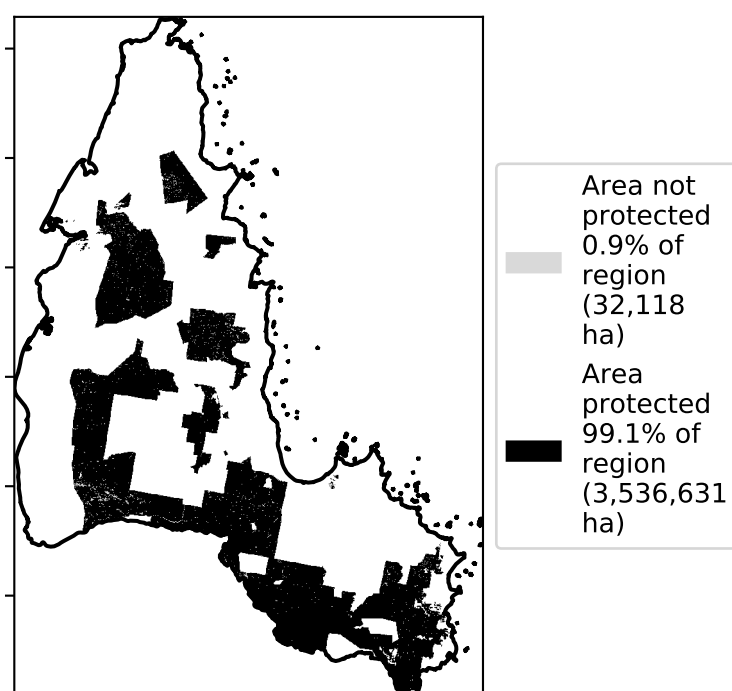 Area not
protected
0.9% of
region
(32,118
ha)
Area
protected
99.1% of
region
(3,536,631
ha)